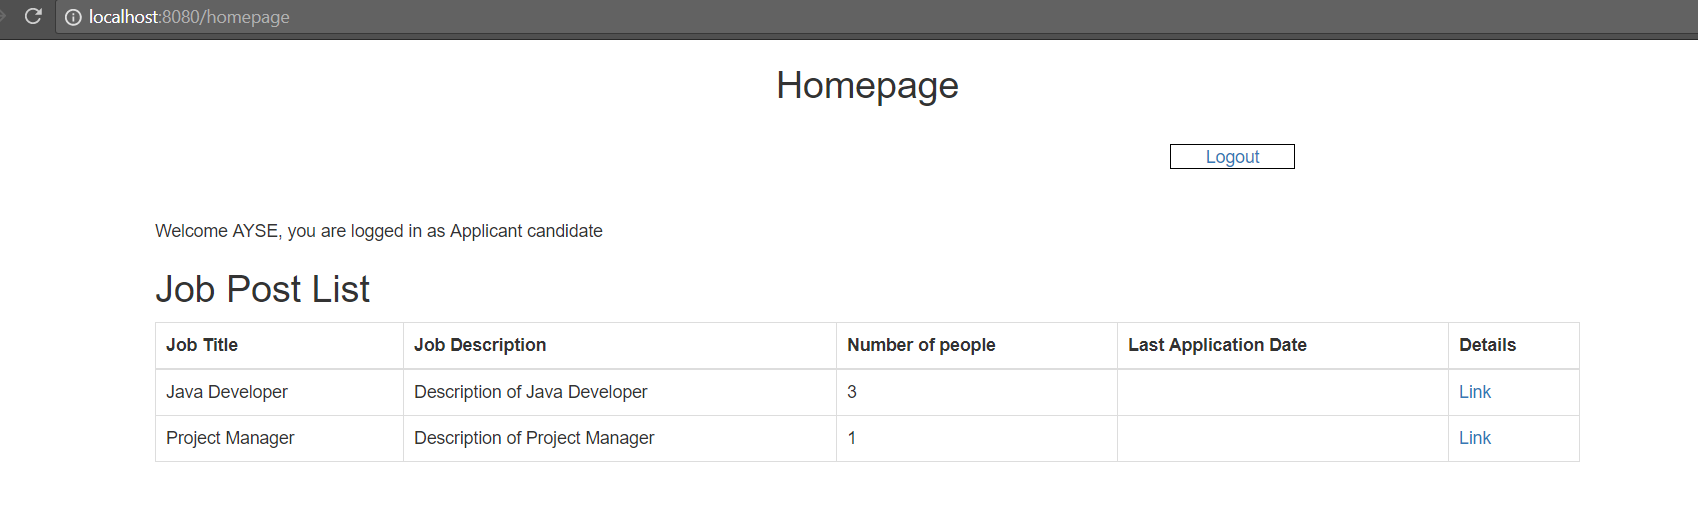 localhost:8080/homepage
Homepage
Logout
Welcome AYSE, you are logged in as Applicant candidate
Job Post List
Job Title Job Description Number of people Last Application Date Details
Java Developer Description of Java Developer 3 Link
Project Manager Description of Project Manager 1 Link